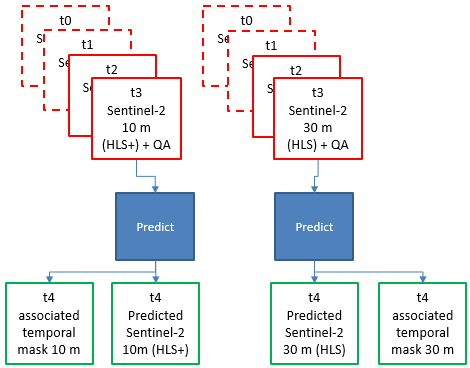 t0
t0
t1
t1
t2
t2
t3
Sentinel-2
10 m
(HLS+) + QA
t3
Sentinel-2
30 m
(HLS) + QA
Predict
Predict
t4
associated
temporal
mask 10 m
t4
Predicted
Sentinel-2
10m (HLS+)
t4
Predicted
Sentinel-2
30 m (HLS)
t4
associated
temporal
mask 30 m